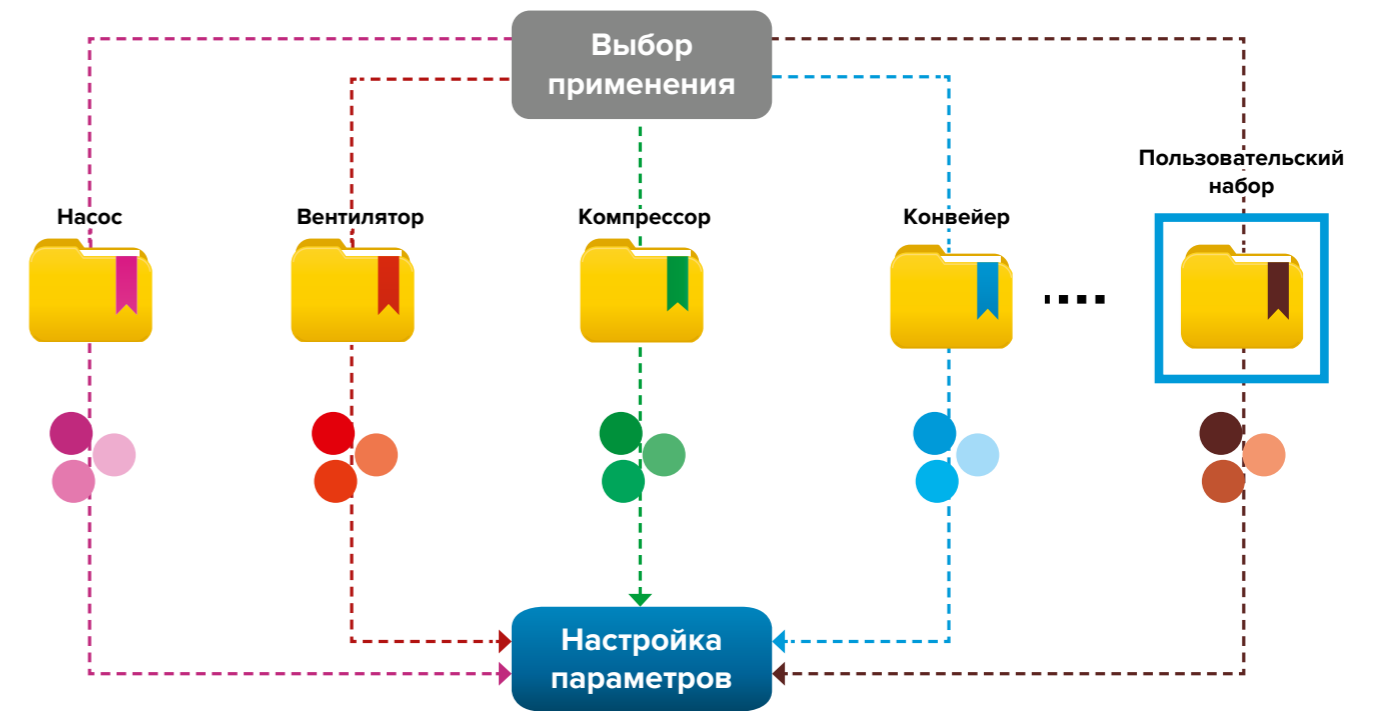 Выбор
применения
Пользовательский
набор
Насос
Вентилятор
Компрессор
Конвейер
Настройка
параметров